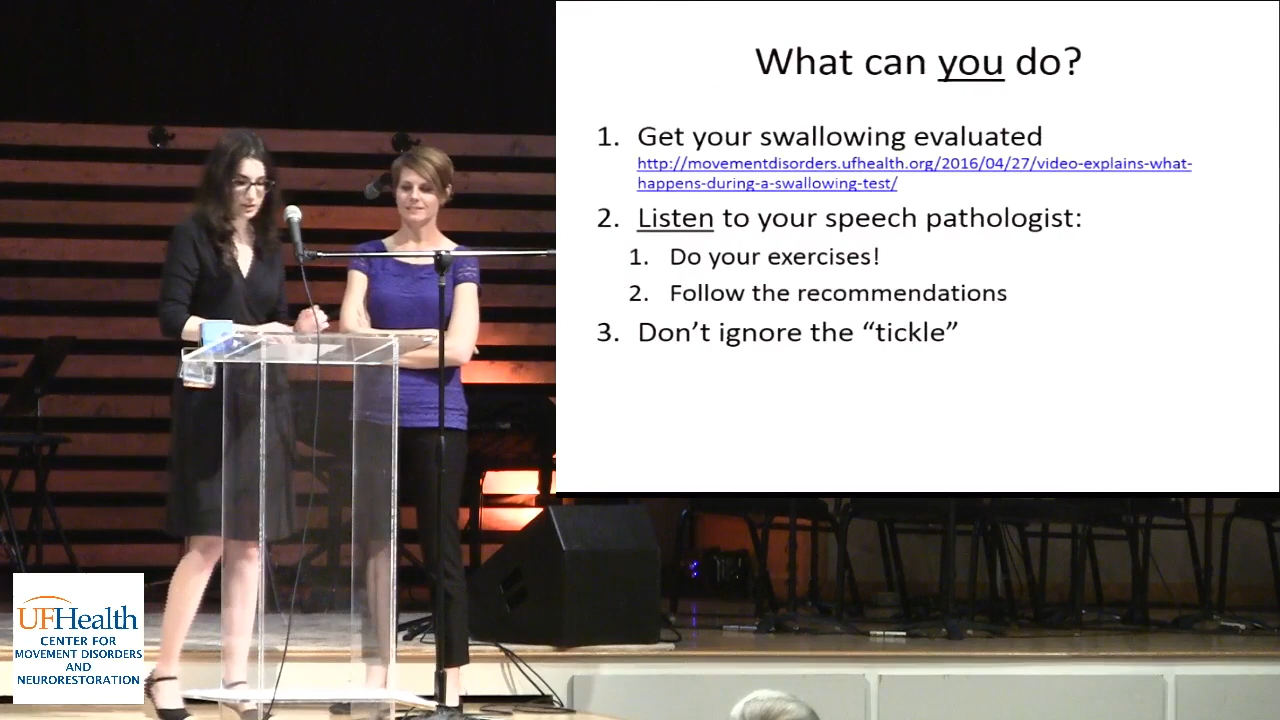 What can you do?
1. Get your swallowing evaluated
http://movementdisorders.ufhealth.org/2016/04/27/video-explains-what-
happens-during-a-swallowing-test/
2. Listen to your speech pathologist:
1. Do your exercises!
2. Follow the recommendations
3. Don’t ignore the “tickle”
UFHealth
CENTER FOR
MOVEMENT DISORDERS
AND
NEURORESTORATION